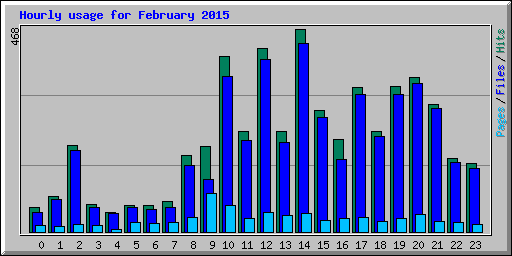 Hourly usage for February 2015
468
Pages / Files / Hits
0 1 2 3 4 5 6 7 8 9 10 11 12 13 14 15 16 17 18 19 20 21 22 23